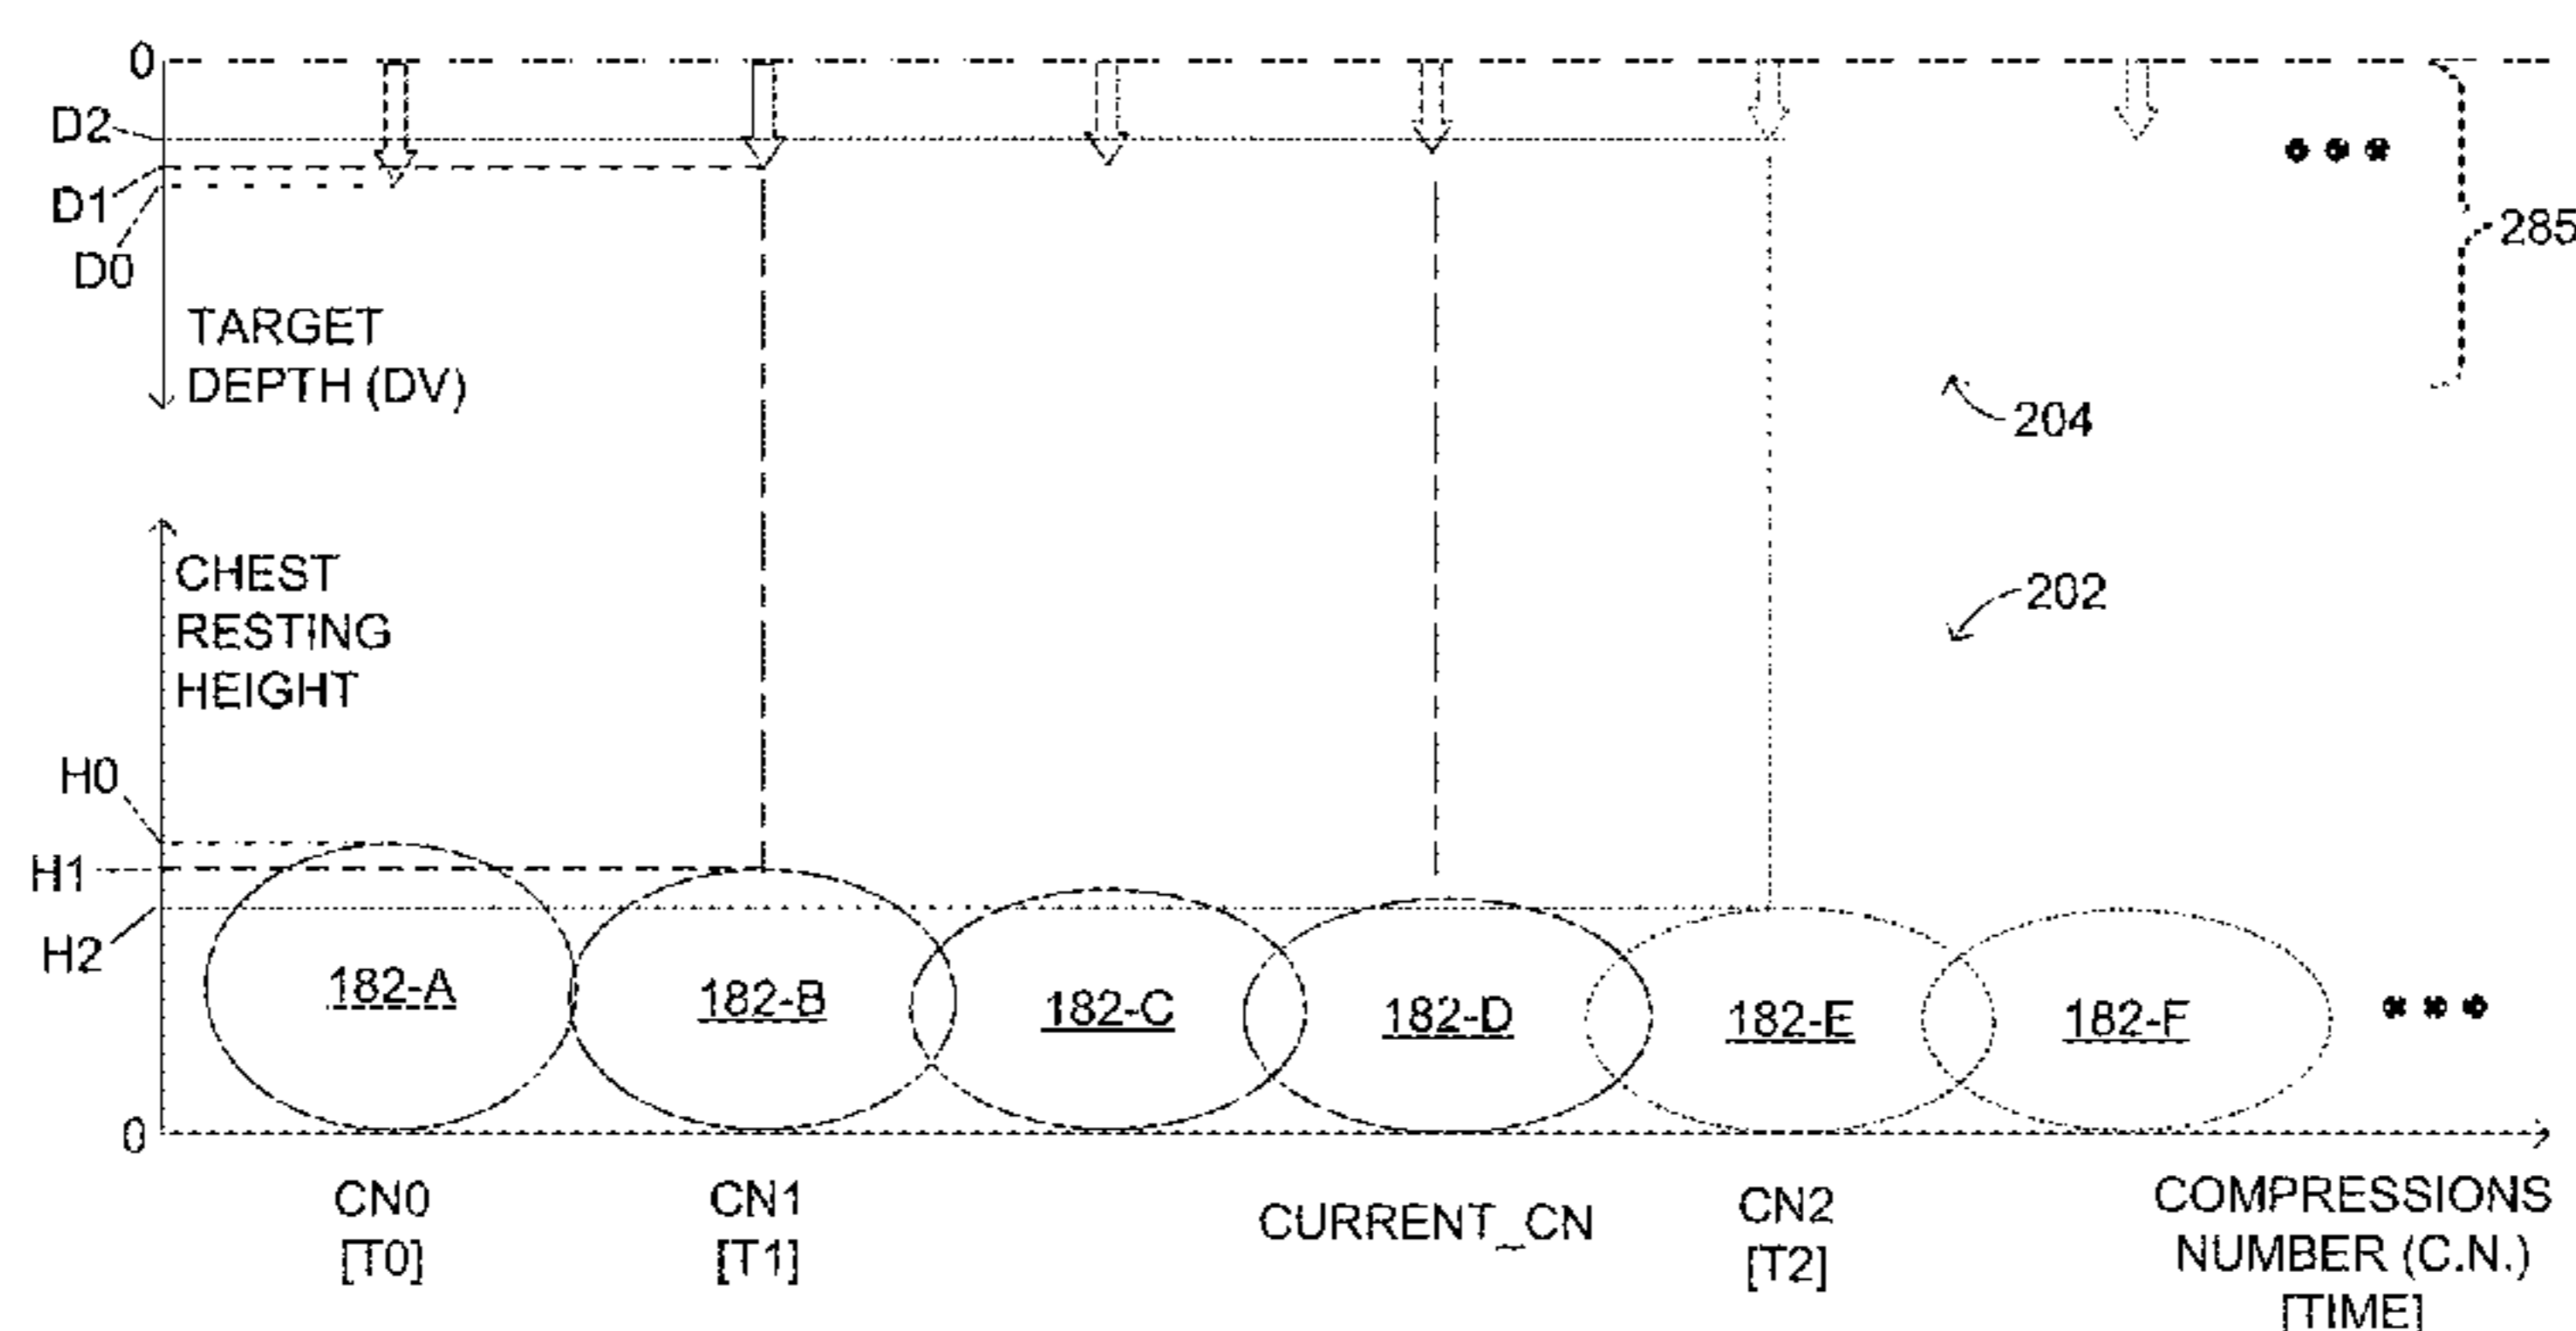 0
D2
D1
D0
285
TARGET
DEPTH (DV)
204
CHEST
RESTING
HEIGHT
202
H0
H1
H2
182-A
182-B
182-C
182-D
182-E
182-F
0
CN0
[T0]
CN1
[T1]
CURRENT_CN
CN2
[T2]
COMPRESSIONS
NUMBER (C.N.)
[TIME]